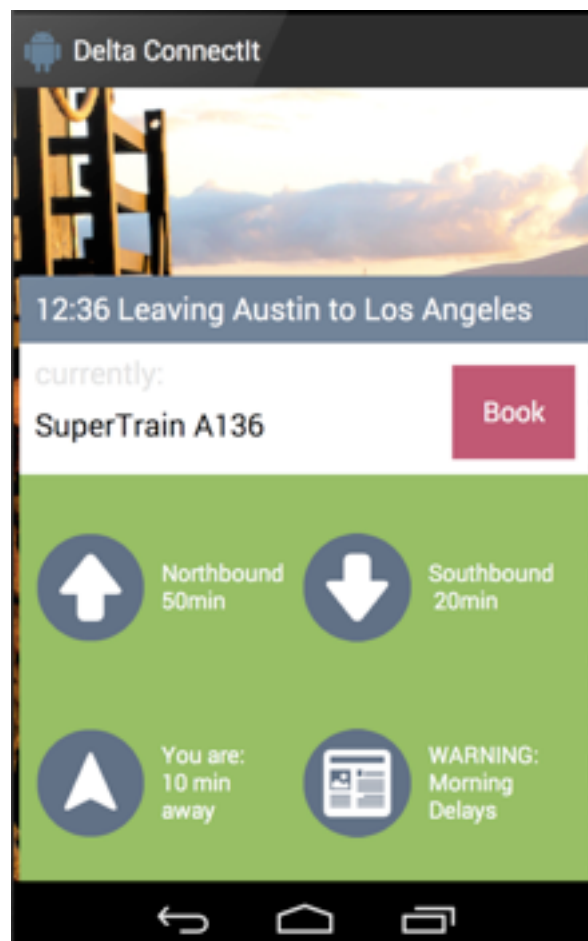 Delta ConnectIt
12:36 Leaving Austin to Los Angeles
currently:
SuperTrain A136
Book
Northbound
50min
Southbound
20min
You are:
10 min
away
WARNING:
Morning
Delays